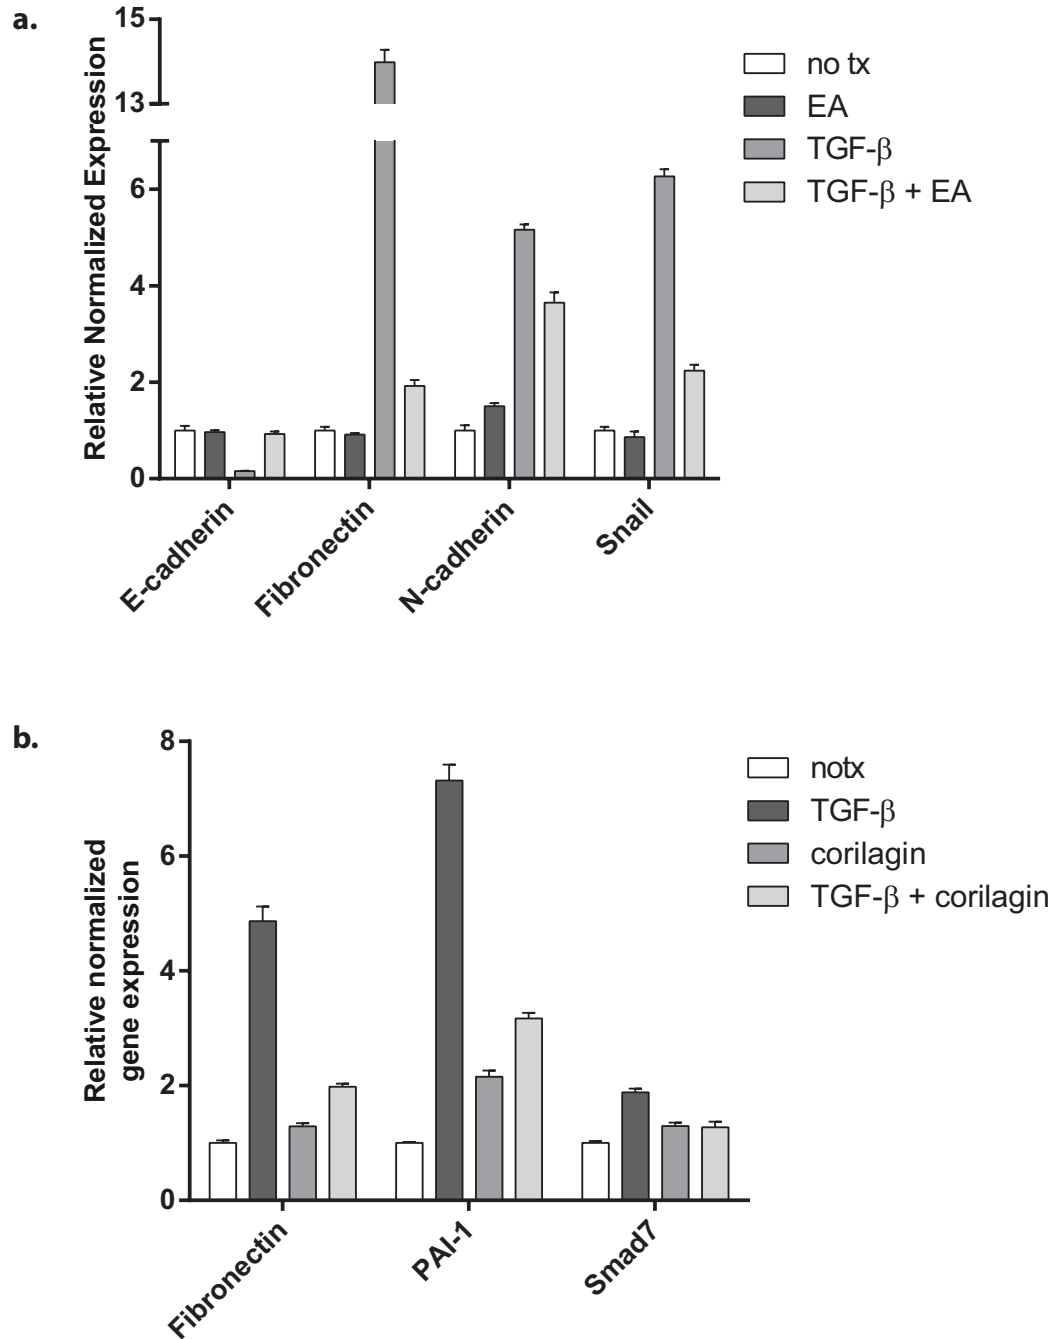 a.
Relative Normalized Expression
15
13
6
4
2
0
E-cadherin
Fibronectin
N-cadherin
Snail
no tx
EA
TGF-β
TGF-β + EA
b.
Relative normalized
gene expression
8
6
4
2
0
Fibronectin
PAI-1
Smad7
notx
TGF-β
corilagin
TGF-β + corilagin